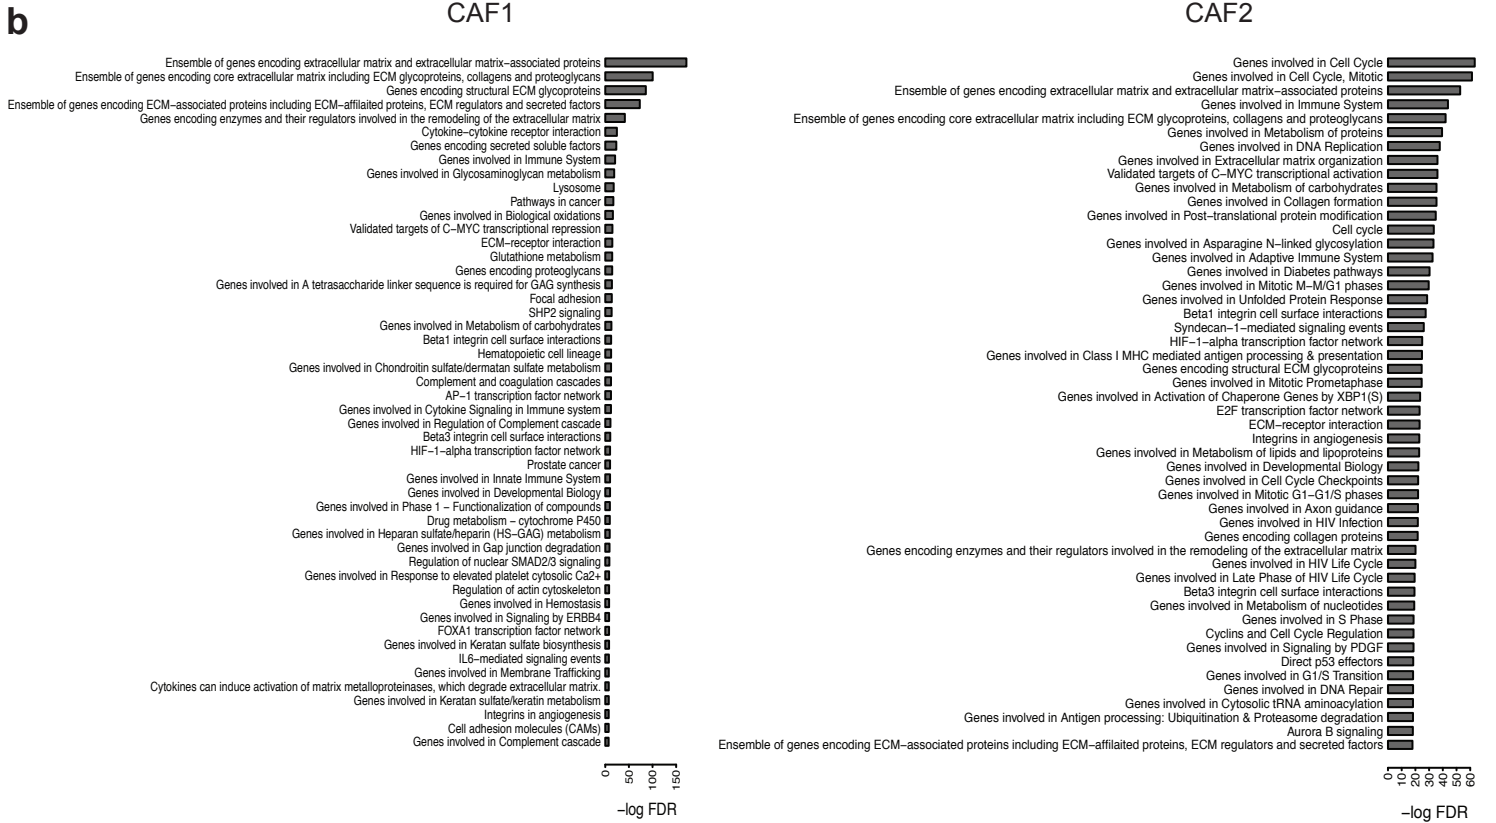 b
CAF1
Ensemble of genes encoding extracellular matrix and extracellular matrix−associated proteins
Ensemble of genes encoding core extracellular matrix including ECM glycoproteins, collagens and proteoglycans
Genes encoding structural ECM glycoproteins
Ensemble of genes encoding ECM−associated proteins including ECM−affilaited proteins, ECM regulators and secreted factors
Genes encoding enzymes and their regulators involved in the remodeling of the extracellular matrix
Cytokine−cytokine receptor interaction
Genes encoding secreted soluble factors
Genes involved in Immune System
Genes involved in Glycosaminoglycan metabolism
Lysosome
Pathways in cancer
Genes involved in Biological oxidations
Validated targets of C−MYC transcriptional repression
ECM−receptor interaction
Glutathione metabolism
Genes encoding proteoglycans
Genes involved in A tetrasaccharide linker sequence is required for GAG synthesis
Focal adhesion
SHP2 signaling
Genes involved in Metabolism of carbohydrates
Beta1 integrin cell surface interactions
Hematopoietic cell lineage
Genes involved in Chondroitin sulfate/dermatan sulfate metabolism
Complement and coagulation cascades
AP−1 transcription factor network
Genes involved in Cytokine Signaling in Immune system
Genes involved in Regulation of Complement cascade
Beta3 integrin cell surface interactions
HIF−1−alpha transcription factor network
Prostate cancer
Genes involved in Innate Immune System
Genes involved in Developmental Biology
Genes involved in Phase 1 − Functionalization of compounds
Drug metabolism − cytochrome P450
Genes involved in Heparan sulfate/heparin (HS−GAG) metabolism
Genes involved in Gap junction degradation
Regulation of nuclear SMAD2/3 signaling
Genes involved in Response to elevated platelet cytosolic Ca2+
Regulation of actin cytoskeleton
Genes involved in Hemostasis
Genes involved in Signaling by ERBB4
FOXA1 transcription factor network
Genes involved in Keratan sulfate biosynthesis
IL6−mediated signaling events
Genes involved in Membrane Trafficking
Cytokines can induce activation of matrix metalloproteinases, which degrade extracellular matrix.
Genes involved in Keratan sulfate/keratin metabolism
Integrins in angiogenesis
Cell adhesion molecules (CAMs)
Genes involved in Complement cascade
0 50 100 150
−log FDR
CAF2
Genes involved in Cell Cycle
Genes involved in Cell Cycle, Mitotic
Ensemble of genes encoding extracellular matrix and extracellular matrix−associated proteins
Genes involved in Immune System
Ensemble of genes encoding core extracellular matrix including ECM glycoproteins, collagens and proteoglycans
Genes involved in Metabolism of proteins
Genes involved in DNA Replication
Genes involved in Extracellular matrix organization
Validated targets of C−MYC transcriptional activation
Genes involved in Metabolism of carbohydrates
Genes involved in Collagen formation
Genes involved in Post−translational protein modification
Cell cycle
Genes involved in Asparagine N−linked glycosylation
Genes involved in Adaptive Immune System
Genes involved in Diabetes pathways
Genes involved in Mitotic M−M/G1 phases
Genes involved in Unfolded Protein Response
Beta1 integrin cell surface interactions
Syndecan−1−mediated signaling events
HIF−1−alpha transcription factor network
Genes involved in Class I MHC mediated antigen processing & presentation
Genes encoding structural ECM glycoproteins
Genes involved in Mitotic Prometaphase
Genes involved in Activation of Chaperone Genes by XBP1(S)
E2F transcription factor network
ECM−receptor interaction
Integrins in angiogenesis
Genes involved in Metabolism of lipids and lipoproteins
Genes involved in Developmental Biology
Genes involved in Cell Cycle Checkpoints
Genes involved in Mitotic G1−G1/S phases
Genes involved in Axon guidance
Genes involved in HIV Infection
Genes encoding collagen proteins
Genes encoding enzymes and their regulators involved in the remodeling of the extracellular matrix
Genes involved in HIV Life Cycle
Genes involved in Late Phase of HIV Life Cycle
Beta3 integrin cell surface interactions
Genes involved in Metabolism of nucleotides
Genes involved in S Phase
Cyclins and Cell Cycle Regulation
Genes involved in Signaling by PDGF
Direct p53 effectors
Genes involved in G1/S Transition
Genes involved in DNA Repair
Genes involved in Cytosolic tRNA aminoacylation
Genes involved in Antigen processing: Ubiquitination & Proteasome degradation
Aurora B signaling
Ensemble of genes encoding ECM−associated proteins including ECM−affilaited proteins, ECM regulators and secreted factors
0 10 20 30 40 50 60
−log FDR